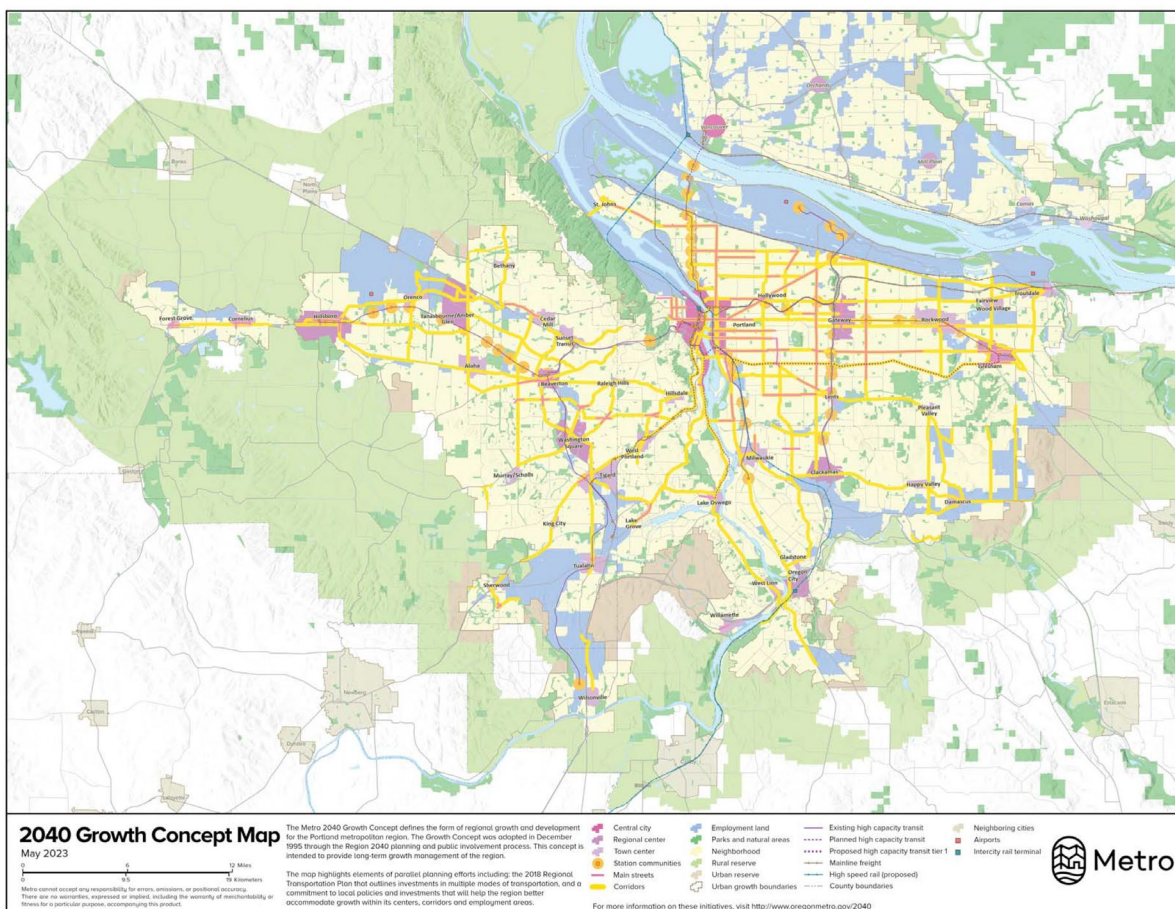 Orchards
Vancouver
Mill Plain
Banks
North Plains
Camas
Washougal
St. Johns
Bethany
Hollywood
Troutdale
Orenco
Fairview
Wood Village
Forest Grove
Cornelius
Hillsboro
Tanasbourne/Amber
Glen
Cedar
Mill
Portland
Gateway
Rockwood
Sunset
Transit
Gresham
Aloha
Beaverton
Raleigh Hills
Hillsdale
Lents
Pleasant
Valley
Washington
Square
West
Portland
Milwaukie
Murray/Scholls
Tigard
Clackamas
Happy Valley
Lake Oswego
Damascus
King City
Lake
Grove
Gladstone
Tualatin
Oregon
City
Sherwood
West Linn
Willamette
Newberg
Wilsonville
Estacada
Dundee
Lafayette
2040 Growth Concept Map
May 2023
0 6 12 Miles
0 9.5 19 Kilometers
Metro cannot accept any responsibility for errors, omissions, or positional accuracy.
There are no warranties, expressed or implied, including the warranty of merchantability or
fitness for a particular purpose, accompanying this product.
The Metro 2040 Growth Concept defines the form of regional growth and development
for the Portland metropolitan region. The Growth Concept was adopted in December
1995 through the Region 2040 planning and public involvement process. This concept is
intended to provide long-term growth management of the region.
The map highlights elements of parallel planning efforts including: the 2018 Regional
Transportation Plan that outlines investments in multiple modes of transportation, and a
commitment to local policies and investments that will help the region better
accommodate growth within its centers, corridors and employment areas.
Central city
Regional center
Town center
Station communities
Main streets
Corridors
Employment land
Parks and natural areas
Neighborhood
Rural reserve
Urban reserve
Urban growth boundaries
Existing high capacity transit
Planned high capacity transit
Proposed high capacity transit tier 1
Mainline freight
High speed rail (proposed)
County boundaries
Neighboring cities
Airports
Intercity rail terminal
For more information on these initiatives, visit http://www.oregonmetro.gov/2040
Metro